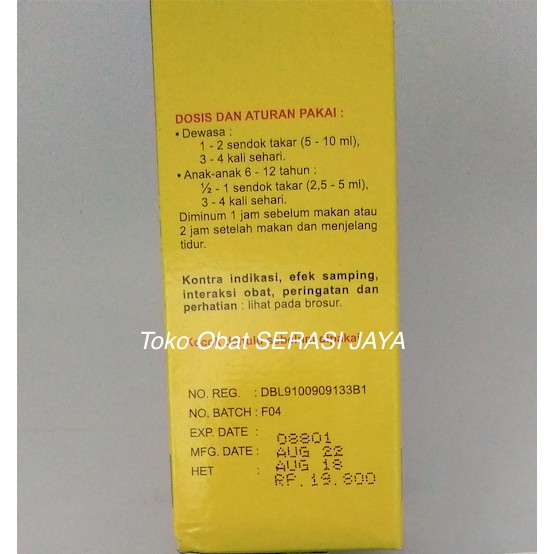 DOSIS DAN ATURAN PAKAI :
• Dewasa :
1 - 2 sendok takar (5 - 10 ml),
3 - 4 kali sehari.
• Anak-anak 6 - 12 tahun :
½ - 1 sendok takar (2,5 - 5 ml),
3 - 4 kali sehari.
Diminum 1 jam sebelum makan atau
2 jam setelah makan dan menjelang
tidur.
Kontra indikasi, efek samping,
interaksi obat, peringatan dan
perhatian : lihat pada brosur.
Toko Obat SERASI JAYA
NO. REG. : DBL9100909133B1
NO. BATCH : F04
EXP. DATE :
MFG. DATE :
HET :
08801
AUG 22
AUG 18
RP.19.800